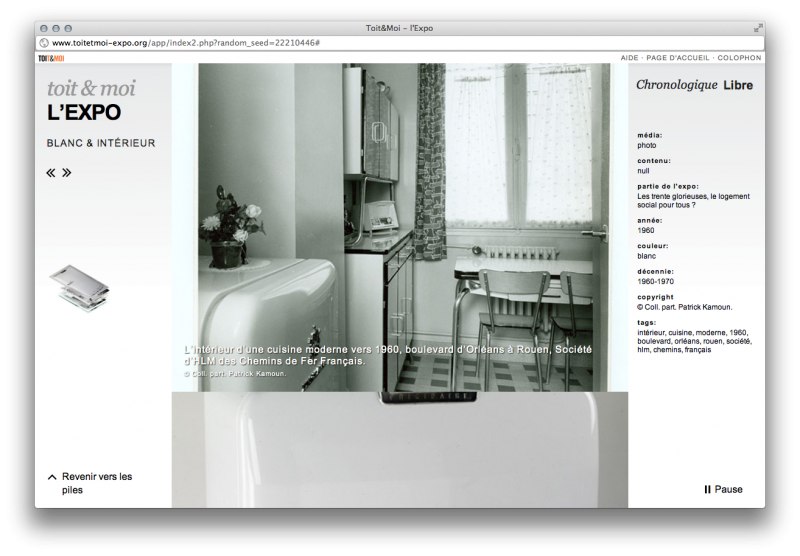 Toit&Moi – l'Expo
www.toitetmoi-expo.org/app/index2.php?random_seed=22210446#
TOIT&MOI
AIDE · PAGE D'ACCUEIL · COLOPHON
toit & moi
L'EXPO
BLANC & INTÉRIEUR
« »
L'intérieur d'une cuisine moderne vers 1960, boulevard d'Orléans à Rouen, Société
d'HLM des Chemins de Fer Français.
© Coll. part. Patrick Kamoun.
FRIGIDAIRE
Revenir vers les
piles
Chronologique Libre
média:
photo
contenu:
null
partie de l'expo:
Les trente glorieuses, le logement
social pour tous ?
année:
1960
couleur:
blanc
décennie:
1960-1970
copyright
© Coll. part. Patrick Kamoun.
tags:
intérieur, cuisine, moderne, 1960,
boulevard, orléans, rouen, société,
hlm, chemins, français
Pause